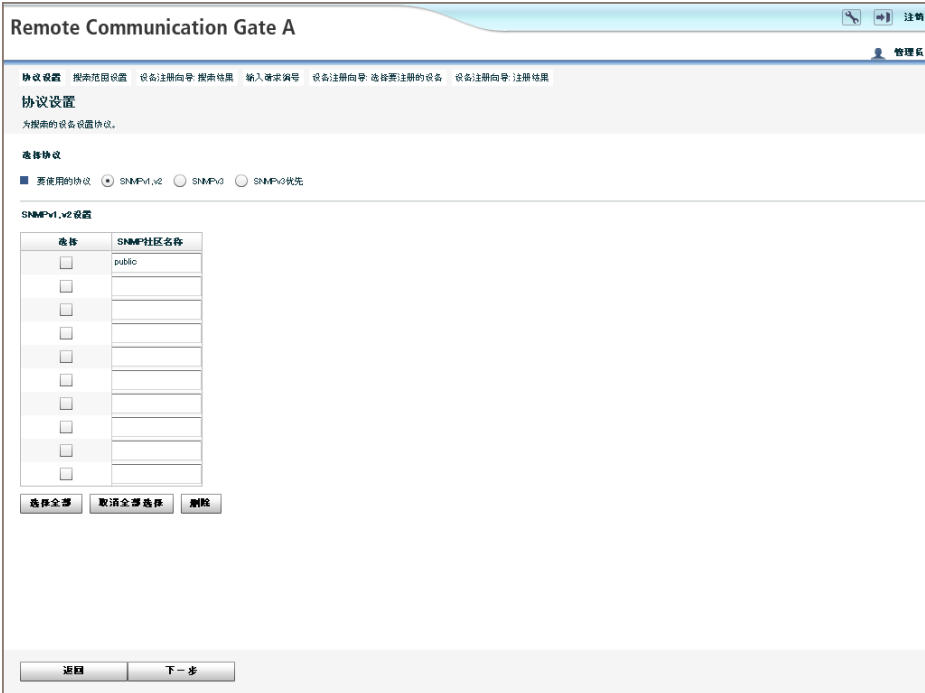 Remote Communication Gate A
注销
管理员
协议设置 搜索范围设置 设备注册向导:搜索结果 输入请求编号 设备注册向导:选择要注册的设备 设备注册向导:注册结果
协议设置
为搜索的设备设置协议。
选择协议
要使用的协议 SNMPv1,v2 SNMPv3 SNMPv3优先
SNMPv1,v2设置
选择 SNMP社区名称
public
选择全部 取消全部选择 删除
返回 下一步